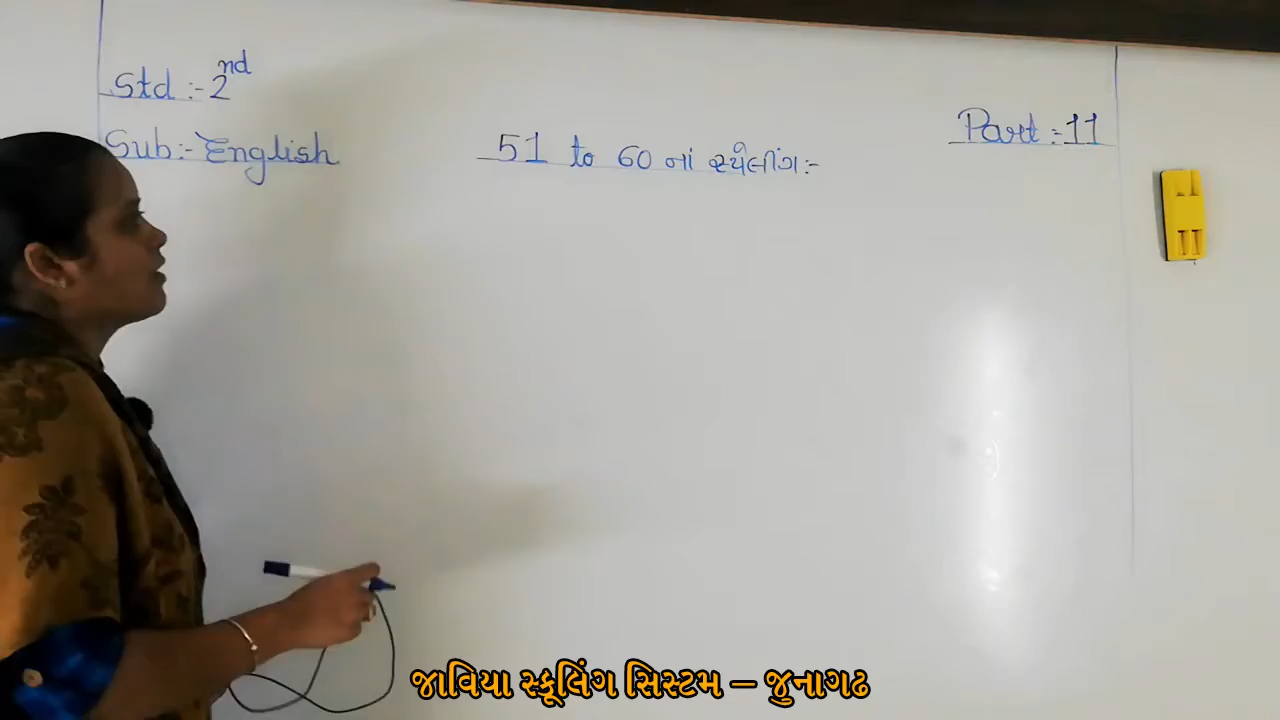 Std :- 2nd
Sub:- English
51 to 60 નાં સ્પેલીંગ:-
Part :- 11
જાવિયા સ્કૂલિંગ સિસ્ટમ – જુનાગઢ